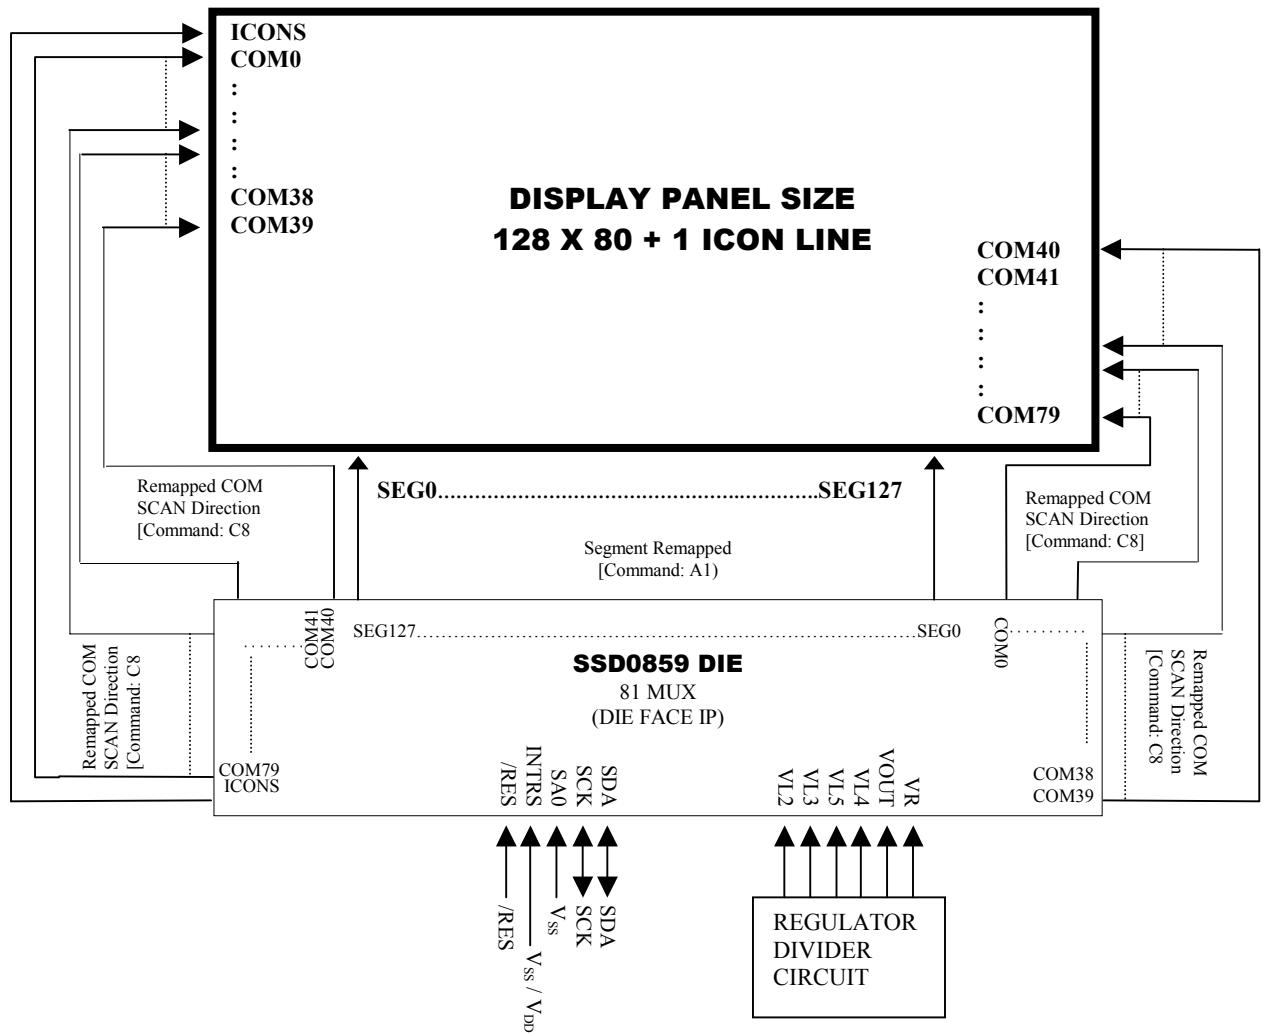 ICONS
COM0
:
:
:
:
COM38
COM39
DISPLAY PANEL SIZE
128 X 80 + 1 ICON LINE
COM40
COM41
:
:
:
:
COM79
SEG0..........................................................SEG127
Remapped COM
SCAN Direction
[Command: C8
Segment Remapped
[Command: A1)
Remapped COM
SCAN Direction
[Command: C8]
Remapped COM
SCAN Direction
[Command: C8
COM41
COM40
SEG127..........................................................SEG0
COM0
SSD0859 DIE
81 MUX
(DIE FACE IP)
COM79
ICONS
COM38
COM39
Remapped COM
SCAN Direction
[Command: C8
/RES
INTRS
SA0
SCK
SDA
VL2
VL3
VL5
VL4
VOUT
VR
/RES
VSS / VDD
VSS
SCK
SDA
REGULATOR
DIVIDER
CIRCUIT